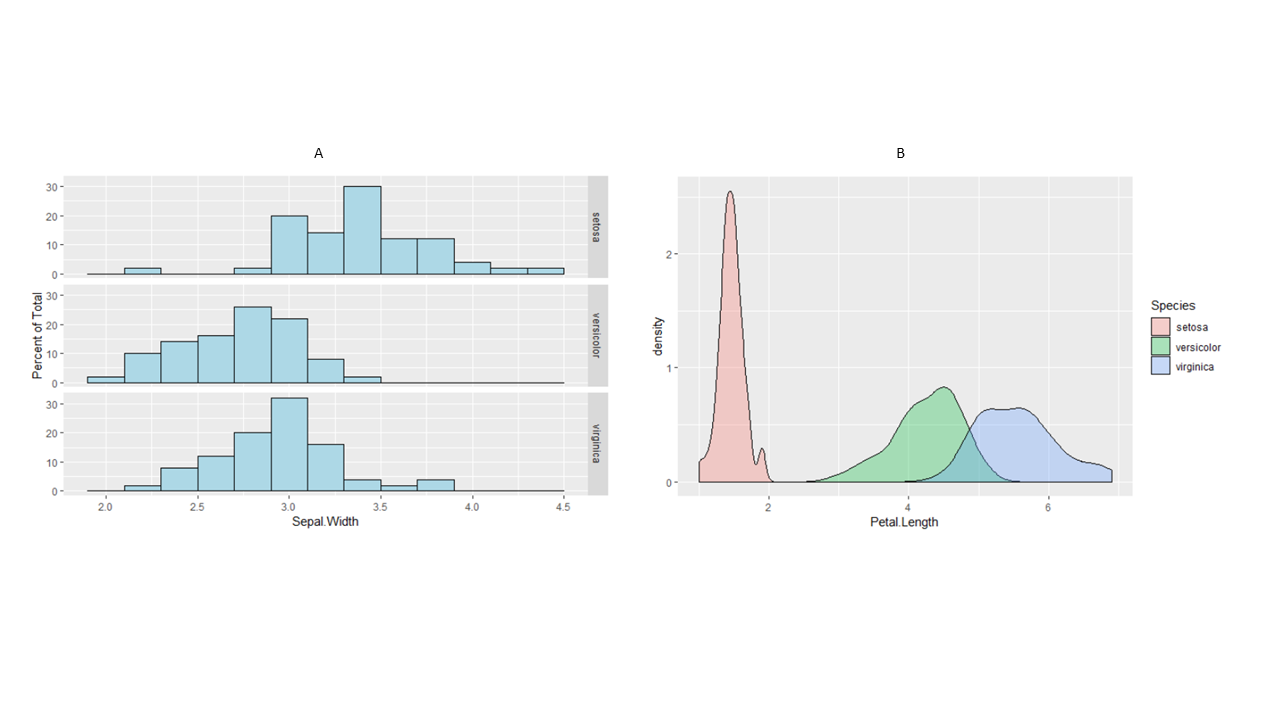 A
Percent of Total
30
20
10
0
setosa
30
20
10
0
versicolor
30
20
10
0
virginica
2.0 2.5 3.0 3.5 4.0 4.5
Sepal.Width
B
density
2
1
0
2 4 6
Petal.Length
Species
setosa
versicolor
virginica